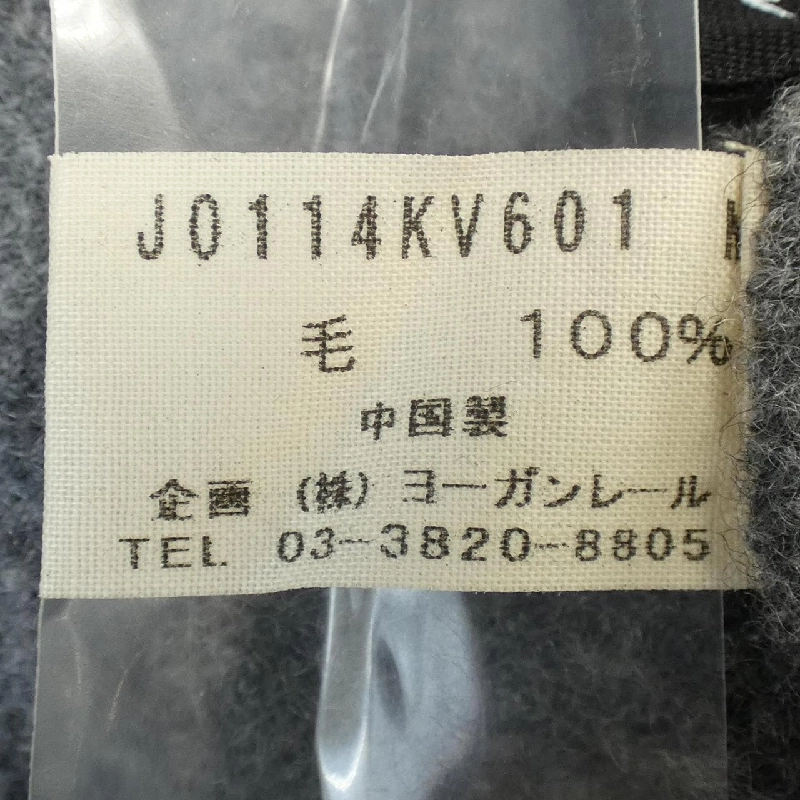 J0114KV601 M
毛 100%
中国製
企画 (株) ヨーガンレール
TEL 03-3820-8805